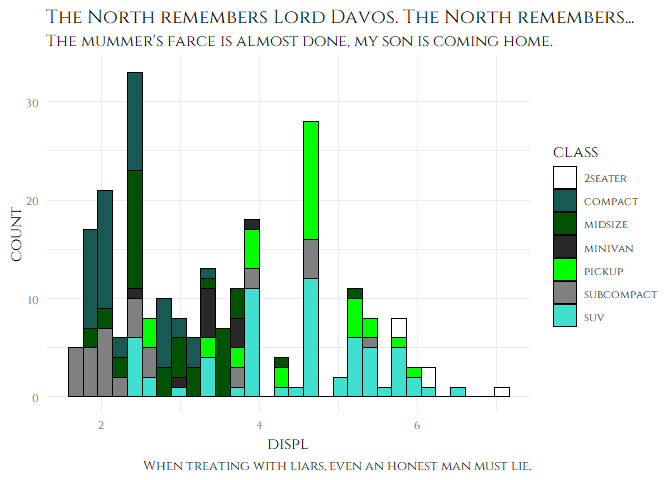 The North remembers Lord Davos. The North remembers...
The mummer's farce is almost done, my son is coming home.
count
30
20
10
0
2
4
6
displ
class
2seater
compact
midsize
minivan
pickup
subcompact
suv
When treating with liars, even an honest man must lie.